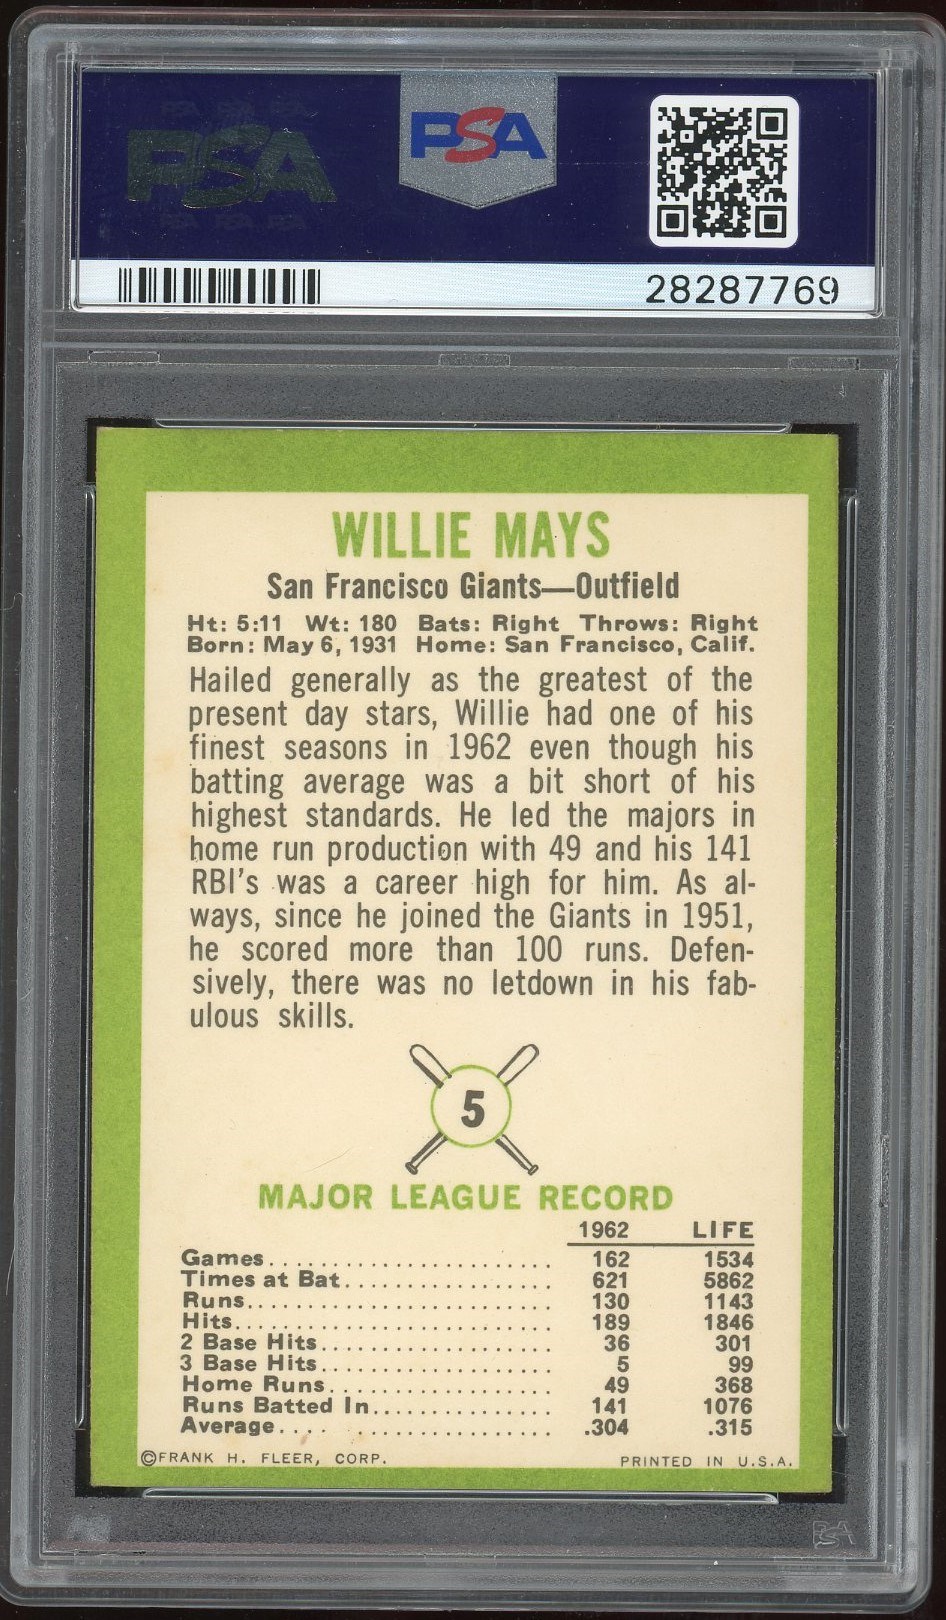 PSA PSA PSA
PSA
PSA PSA PSA
PSA
28287769
WILLIE MAYS
San Francisco Giants—Outfield
Ht: 5:11 Wt: 180 Bats: Right Throws: Right
Born: May 6, 1931 Home: San Francisco, Calif.
Hailed generally as the greatest of the
present day stars, Willie had one of his
finest seasons in 1962 even though his
batting average was a bit short of his
highest standards. He led the majors in
home run production with 49 and his 141
RBI's was a career high for him. As al-
ways, since he joined the Giants in 1951,
he scored more than 100 runs. Defen-
sively, there was no letdown in his fab-
ulous skills.
5
MAJOR LEAGUE RECORD
1962 LIFE
Games........................ 162 1534
Times at Bat................. 621 5862
Runs......................... 130 1143
Hits.......................... 189 1846
2 Base Hits................... 36 301
3 Base Hits................... 5 99
Home Runs.................. 49 368
Runs Batted In.............. 141 1076
Average.... ................ .304 .315
©FRANK H. FLEER, CORP. PRINTED IN U.S.A.
PSA